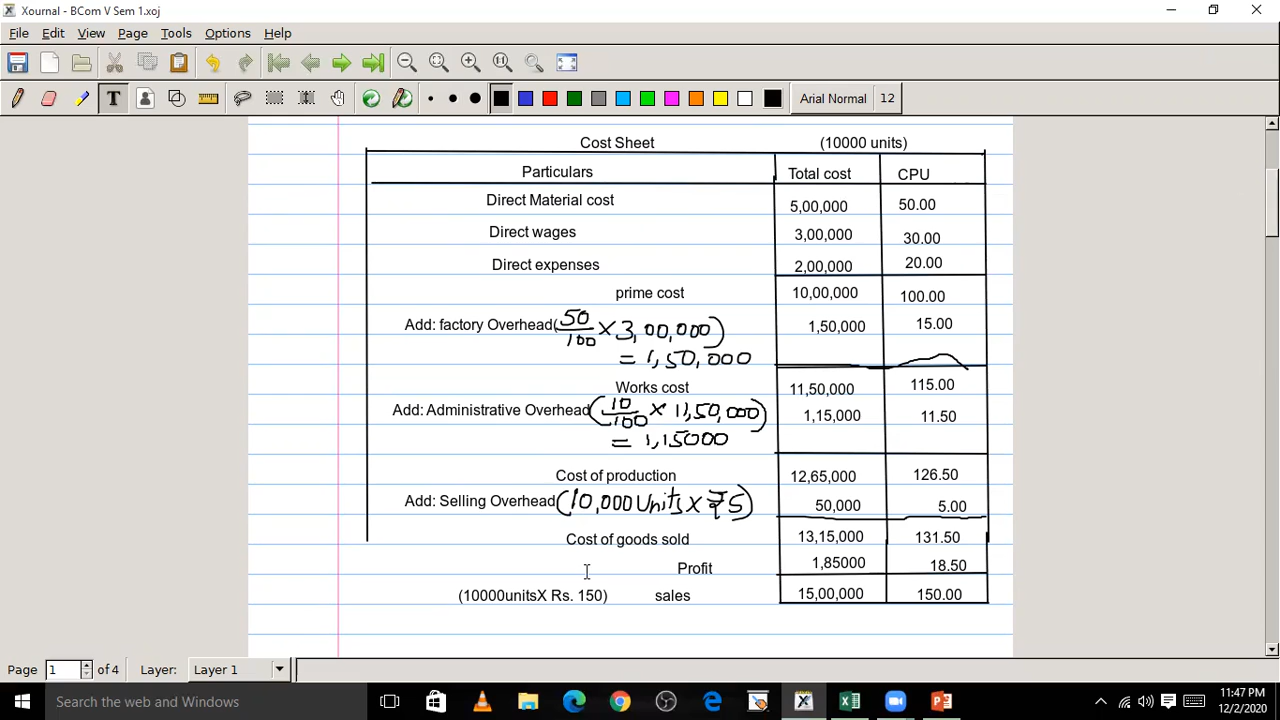 Xournal - BCom V Sem 1.xoj
File Edit View Page Tools Options Help
T Arial Normal 12
Cost Sheet (10000 units)
Particulars Total cost CPU
Direct Material cost 5,00,000 50.00
Direct wages 3,00,000 30.00
Direct expenses 2,00,000 20.00
prime cost 10,00,000 100.00
Add: factory Overhead(50/100 × 3,00,000) 1,50,000 15.00
= 1,50,000
Works cost 11,50,000 115.00
Add: Administrative Overhead(10/100 × 11,50,000) 1,15,000 11.50
= 1,15000
Cost of production 12,65,000 126.50
Add: Selling Overhead(10,000 Units × ₹5) 50,000 5.00
Cost of goods sold 13,15,000 131.50
Profit 1,85000 18.50
(10000unitsX Rs. 150) sales 15,00,000 150.00
Page 1 of 4 Layer: Layer 1
Search the web and Windows
11:47 PM
12/2/2020